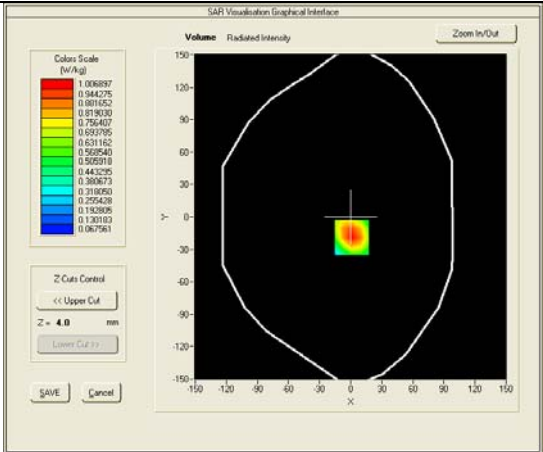 SAR Visualisation Graphical Interface
Volume Radiated Intensity
Zoom In/Out
Colors Scale
(W/kg)
1.006897
0.944275
0.881652
0.819030
0.756407
0.693785
0.631162
0.568540
0.505918
0.443295
0.380673
0.318050
0.255428
0.192805
0.130183
0.067561
Z-Cuts Control
<< Upper Cut
Z = 4.0 mm
Lower Cut >>
SAVE
Cancel
150
120
90
60
30
0
-30
-60
-90
-120
-150
Y
-150 -120 -90 -60 -30 0 30 60 90 120 150
X